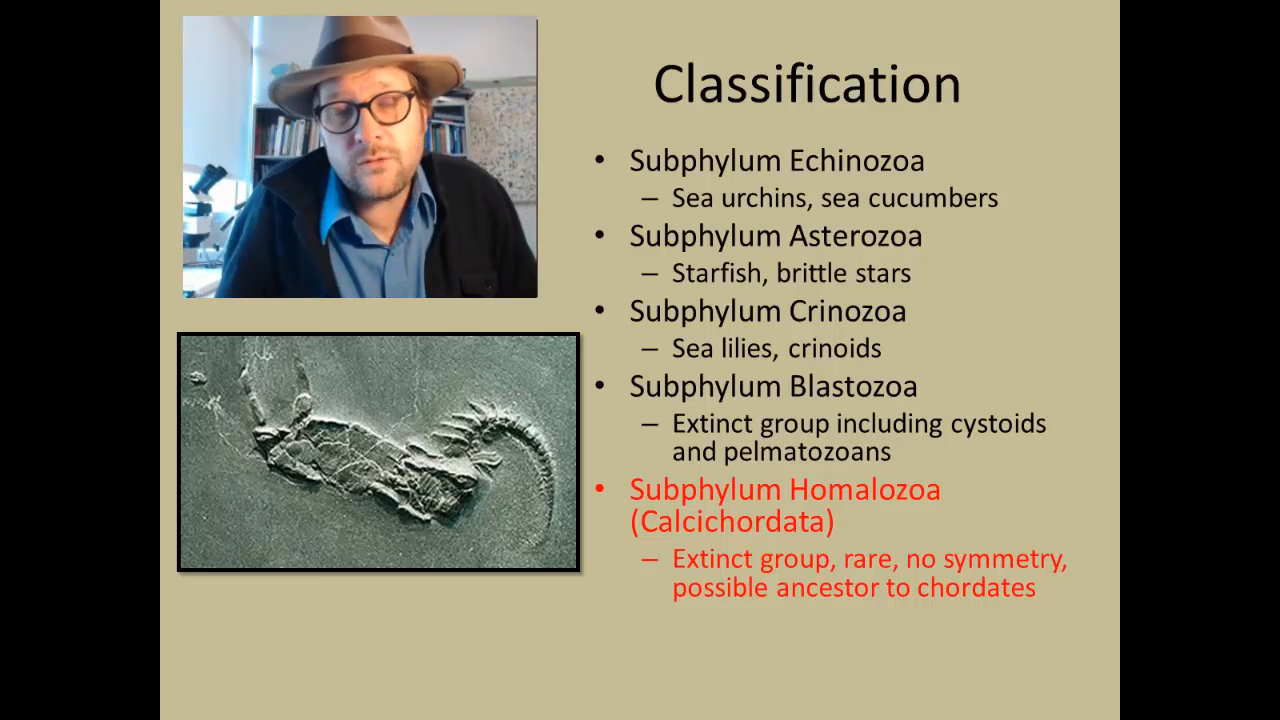 Classification
• Subphylum Echinozoa
– Sea urchins, sea cucumbers
• Subphylum Asterozoa
– Starfish, brittle stars
• Subphylum Crinozoa
– Sea lilies, crinoids
• Subphylum Blastozoa
– Extinct group including cystoids
and pelmatozoans
• Subphylum Homalozoa
(Calcichordata)
– Extinct group, rare, no symmetry,
possible ancestor to chordates